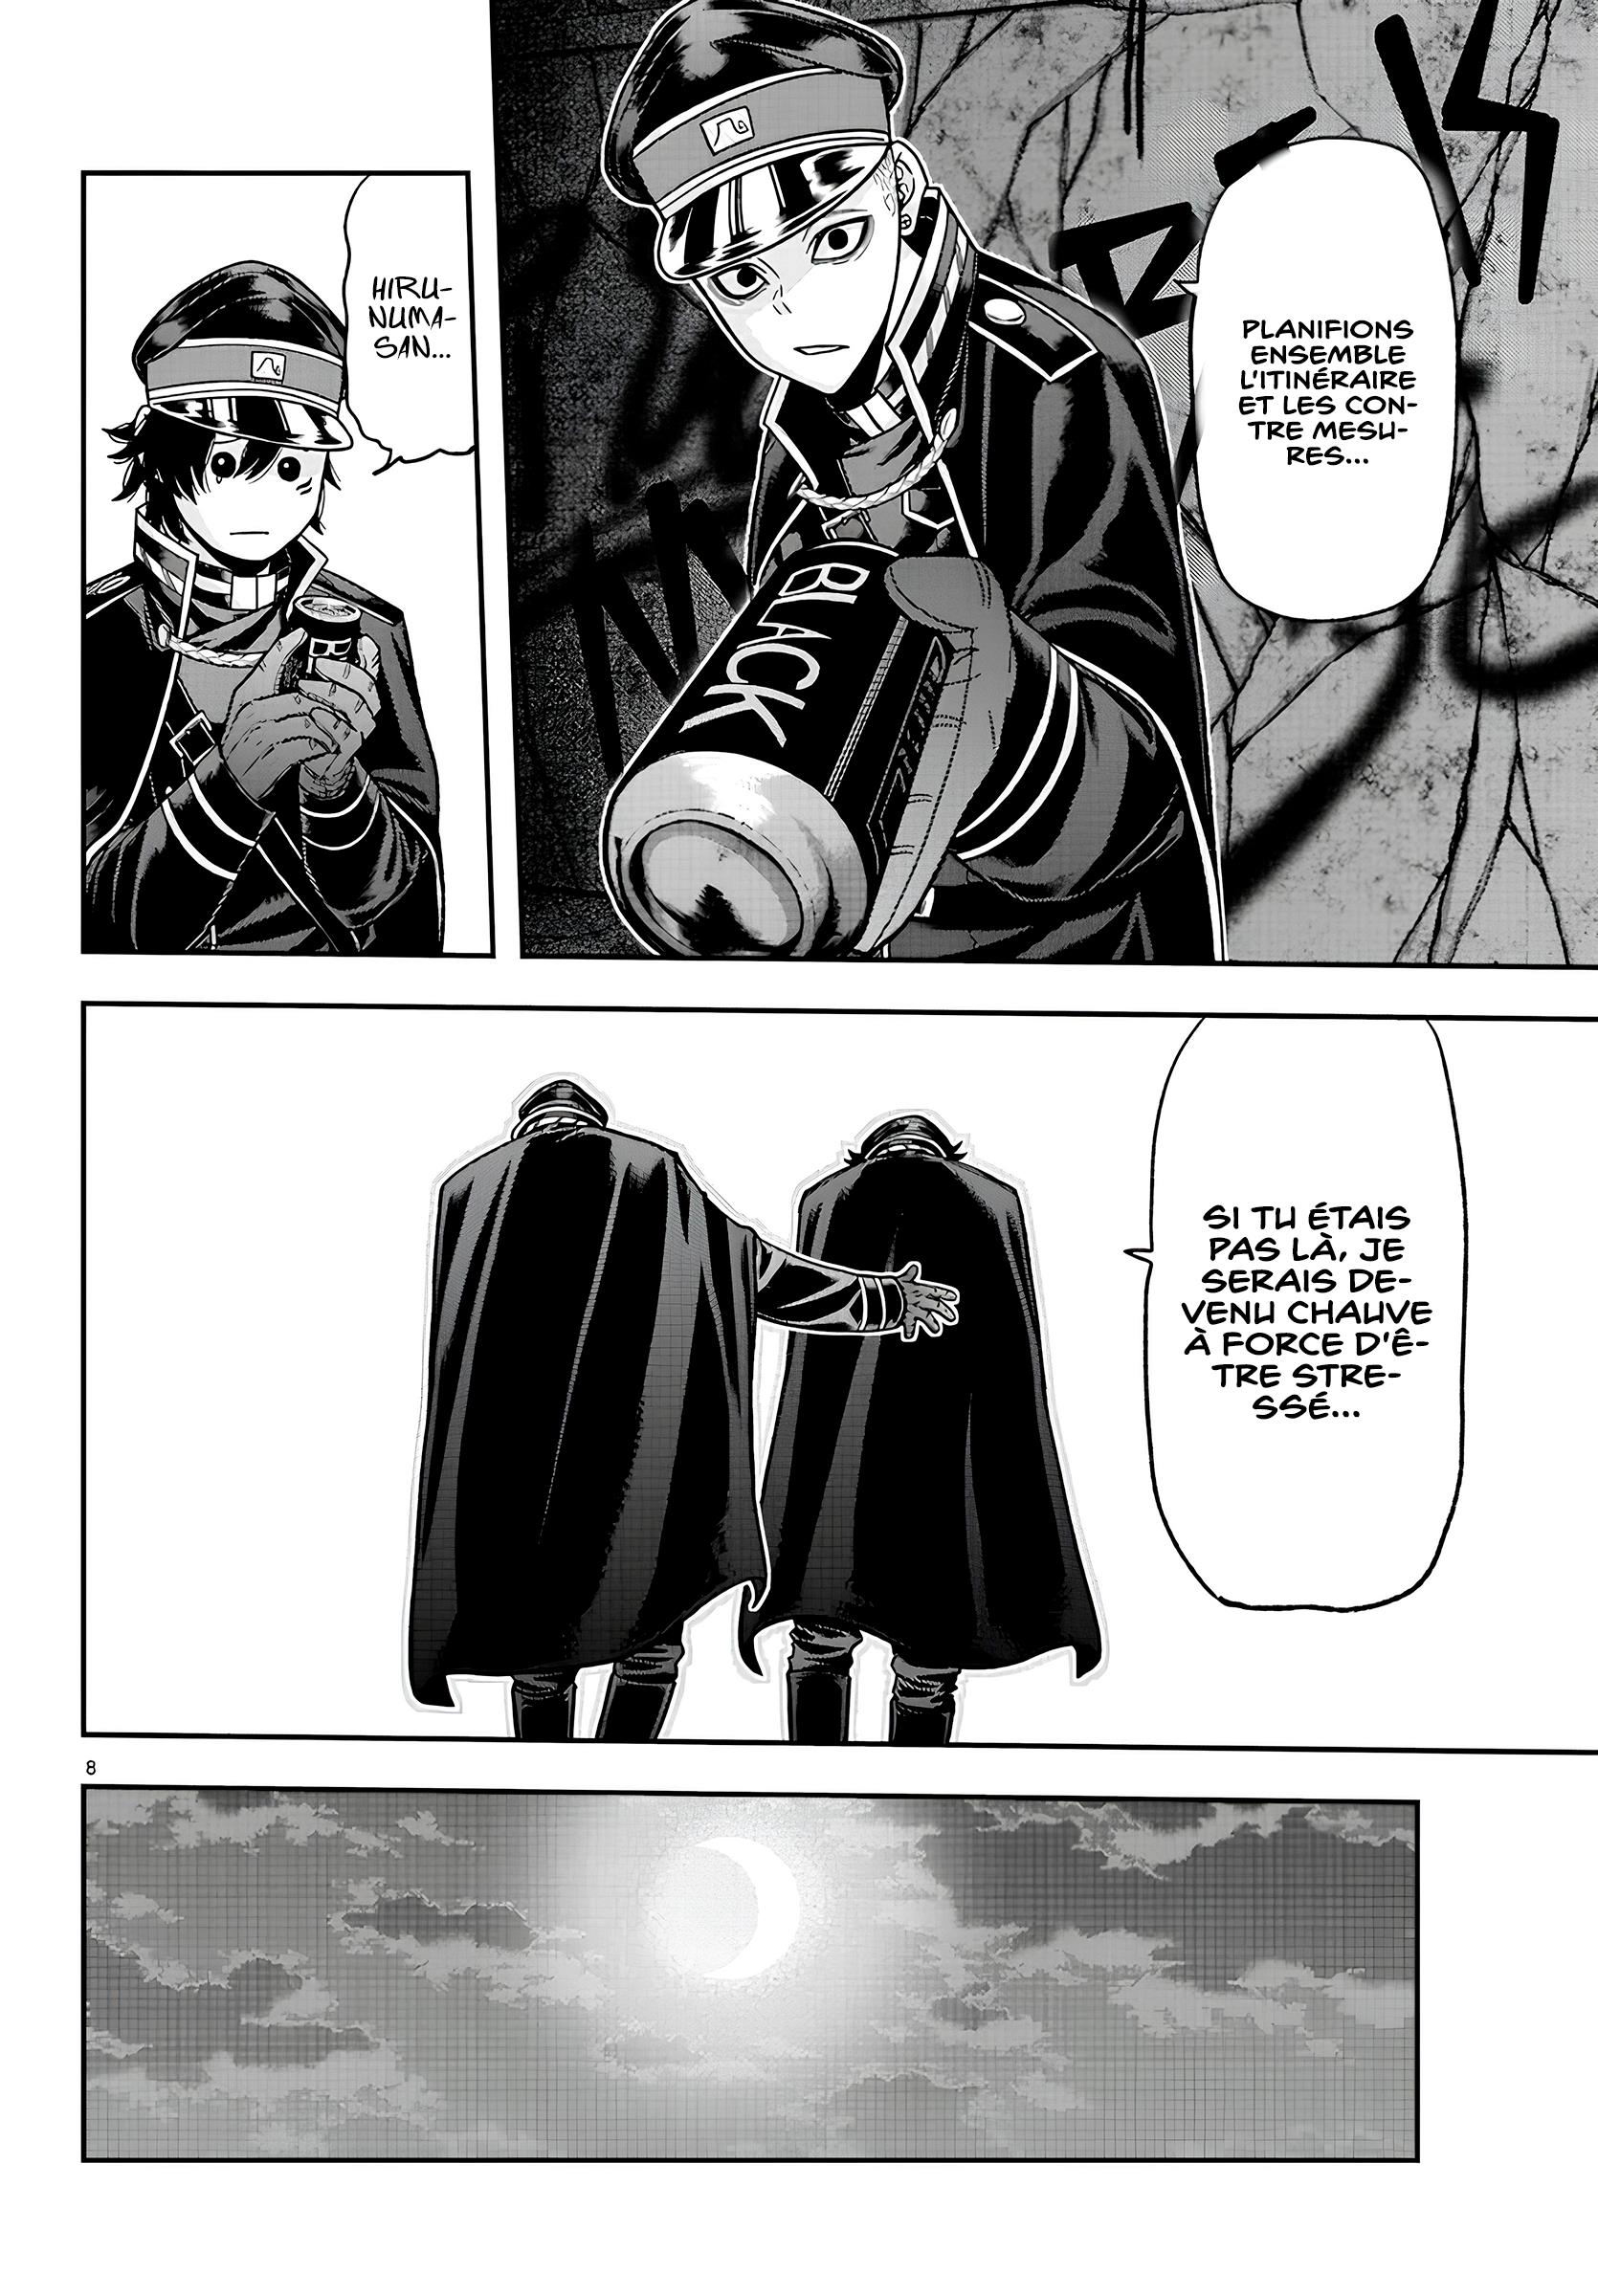 PLANIFIONS
ENSEMBLE
L'ITINÉRAIRE
ET LES CON-
TRE MESU-
RES...
BLACK
HIRU-
NUMA-
SAN...
SI TU ÉTAIS
PAS LÀ, JE
SERAIS DE-
VENU CHAUVE
À FORCE D'Ê-
TRE STRE-
SSÉ...
8